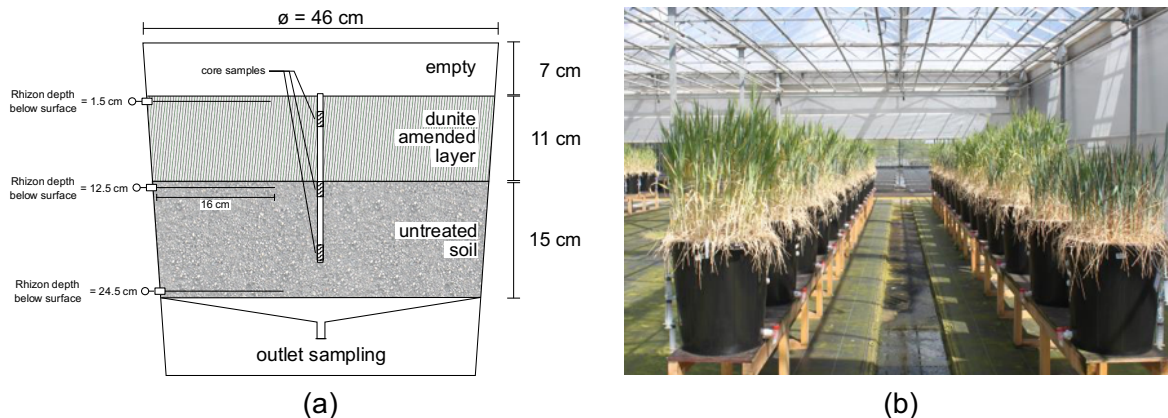 ø = 46 cm
empty
7 cm
core samples
Rhizon depth
below surface
= 1.5 cm
dunite
amended
layer
11 cm
Rhizon depth
below surface
= 12.5 cm
16 cm
untreated
soil
15 cm
Rhizon depth
below surface
= 24.5 cm
outlet sampling
(a)
(b)